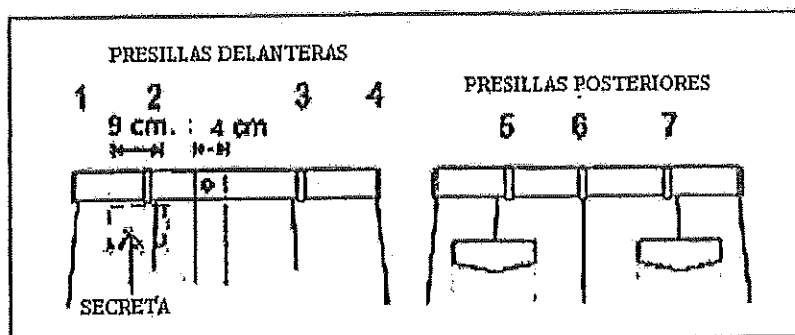 PRESILLAS DELANTERAS
1 2 3 4
9 cm. : 4 cm
SECRETA
PRESILLAS POSTERIORES
5 6 7